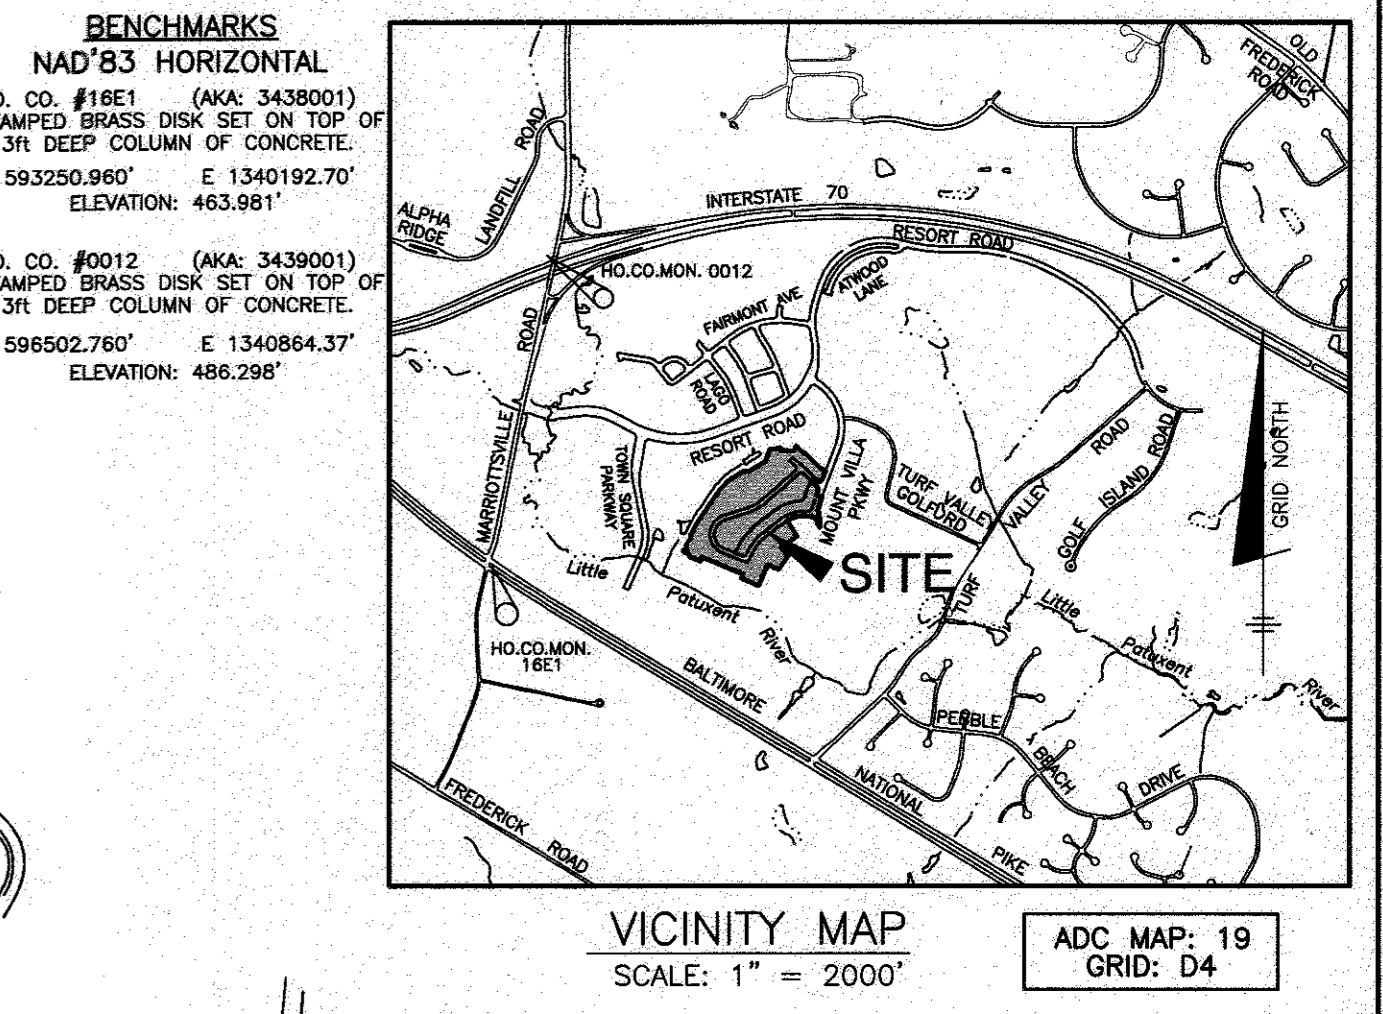 BENCHMARKS
NAD'83 HORIZONTAL
O. CO. #16E1 (AKA: 3438001)
AMPED BRASS DISK SET ON TOP OF
3ft DEEP COLUMN OF CONCRETE.
593250.960' E 1340192.70'
ELEVATION: 463.981'
O. CO. #0012 (AKA: 3439001)
AMPED BRASS DISK SET ON TOP OF
3ft DEEP COLUMN OF CONCRETE.
596502.760' E 1340864.37'
ELEVATION: 486.298'
OLD
FREDERICK
ROAD
ALPHA
RIDGE
LANDFILL ROAD
INTERSTATE 70
RESORT ROAD
HO.CO.MON. 0012
ATWOOD
LANE
FAIRMONT AVE
LAGO
ROAD
MARRIOTTSVILLE ROAD
RESORT ROAD
TOWN SQUARE
PARKWAY
MOUNT VILLA
PKWY
TURF VALLEY
GOLFURD
TURF VALLEY ROAD
GOLF ISLAND ROAD
GRID NORTH
SITE
Little Patuxent River
Little Patuxent River
HO.CO.MON.
16E1
BALTIMORE NATIONAL PIKE
PEBBLE BEACH DRIVE
FREDERICK ROAD
VICINITY MAP
SCALE: 1" = 2000'
ADC MAP: 19
GRID: D4